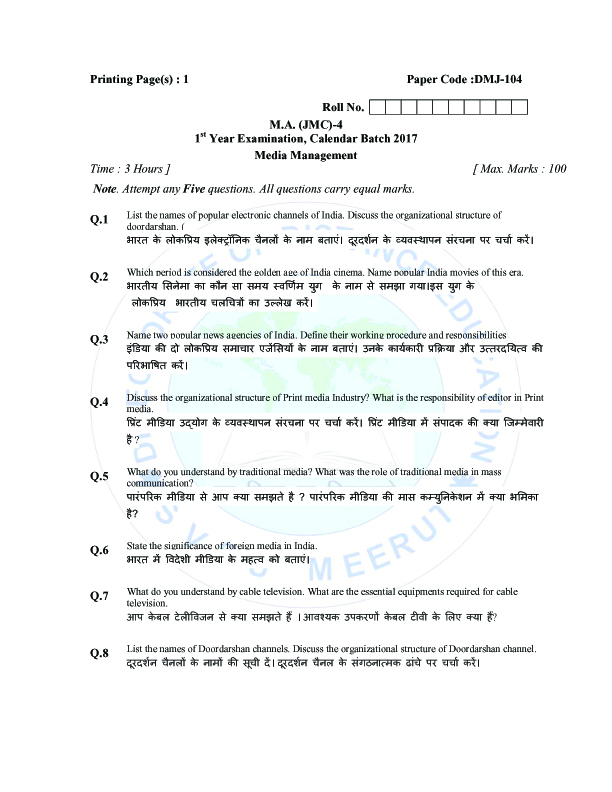 Printing Page(s) : 1 Paper Code :DMJ-104
Roll No.
M.A. (JMC)-4
1st Year Examination, Calendar Batch 2017
Media Management
Time : 3 Hours ] [ Max. Marks : 100
Note. Attempt any Five questions. All questions carry equal marks.
Q.1 List the names of popular electronic channels of India. Discuss the organizational structure of
doordarshan. (
भारत के लोकप्रिय इलेक्ट्रॉनिक चैनलों के नाम बताएं। दूरदर्शन के व्यवस्थापन संरचना पर चर्चा करें।
Q.2 Which period is considered the golden age of India cinema. Name popular India movies of this era.
भारतीय सिनेमा का कौन सा समय स्वर्णिम युग के नाम से समझा गया।इस युग के
लोकप्रिय भारतीय चलचित्रों का उल्लेख करें।
Q.3 Name two popular news agencies of India. Define their working procedure and responsibilities
इंडिया की दो लोकप्रिय समाचार एजेंसियों के नाम बताएं। उनके कार्यकारी प्रक्रिया और उत्तरदयित्व की
परिभाषित करें।
Q.4 Discuss the organizational structure of Print media Industry? What is the responsibility of editor in Print
media.
प्रिंट मीडिया उद्योग के व्यवस्थापन संरचना पर चर्चा करें। प्रिंट मीडिया में संपादक की क्या जिम्मेवारी
है ?
Q.5 What do you understand by traditional media? What was the role of traditional media in mass
communication?
पारंपरिक मीडिया से आप क्या समझते है ? पारंपरिक मीडिया की मास कम्युनिकेशन में क्या भमिका
है?
Q.6 State the significance of foreign media in India.
भारत में विदेशी मीडिया के महत्व को बताएं।
Q.7 What do you understand by cable television. What are the essential equipments required for cable
television.
आप केबल टेलीविजन से क्या समझते हैं । आवश्यक उपकरणों केबल टीवी के लिए क्या हैं?
Q.8 List the names of Doordarshan channels. Discuss the organizational structure of Doordarshan channel.
दूरदर्शन चैनलों के नामों की सूची दें। दूरदर्शन चैनल के संगठनात्मक ढांचे पर चर्चा करें।